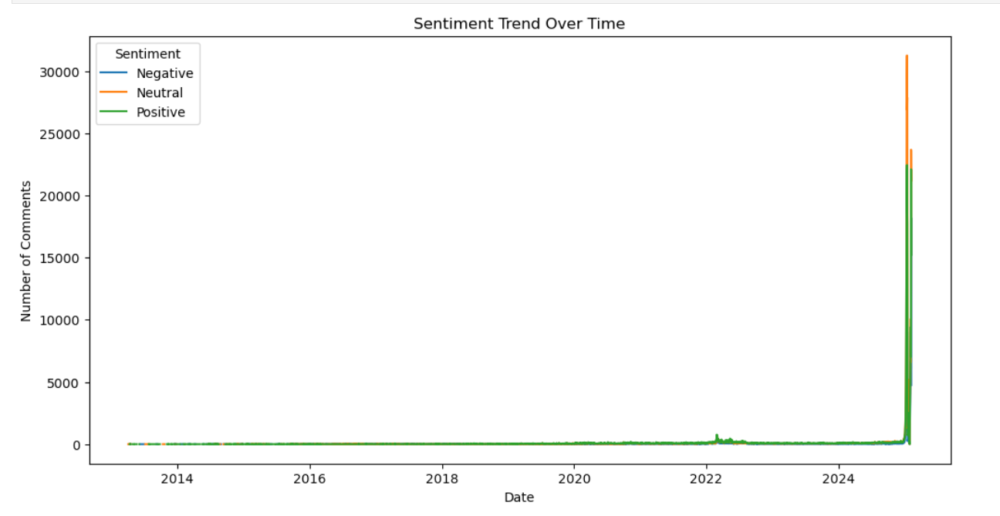 Sentiment Trend Over Time
Sentiment
Negative
Neutral
Positive
Number of Comments
30000
25000
20000
15000
10000
5000
0
2014 2016 2018 2020 2022 2024
Date